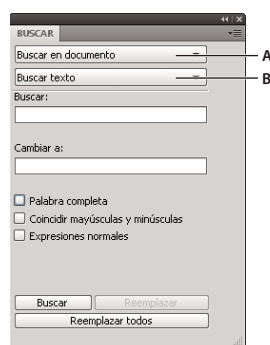 BUSCAR
Buscar en documento
A
Buscar texto
B
Buscar:
Cambiar a:
Palabra completa
Coincidir mayúsculas y minúsculas
Expresiones normales
Buscar
Reemplazar
Reemplazar todos